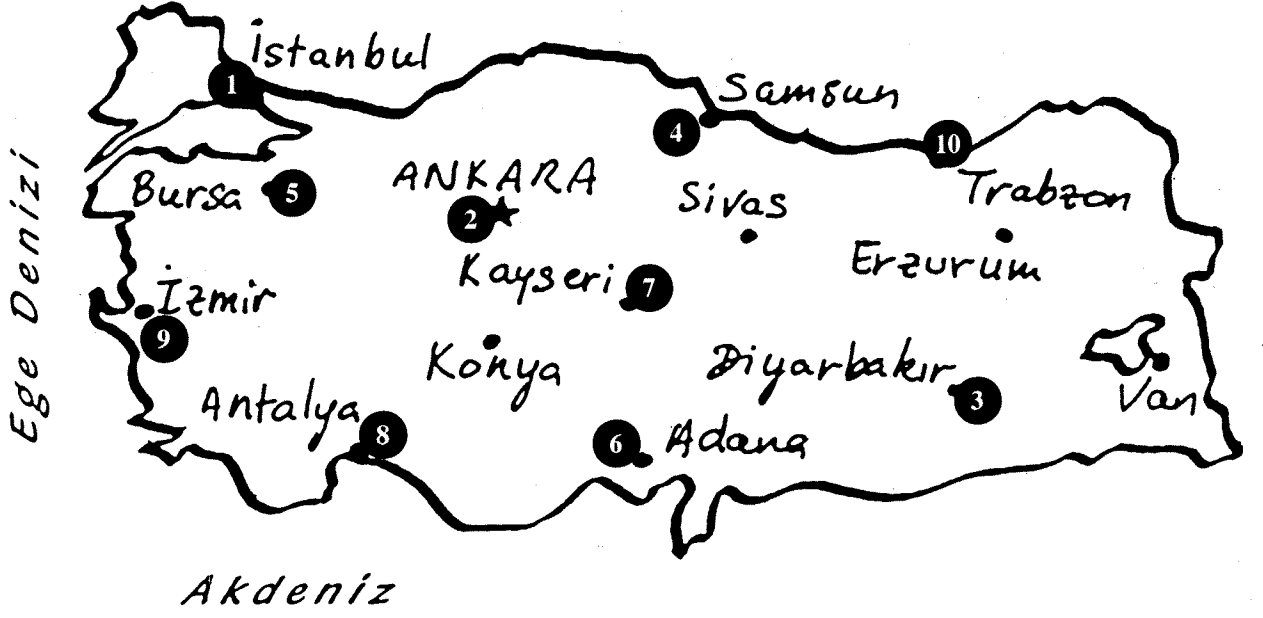 İstanbul
1
Samsun
4
10
Trabzon
Bursa
5
ANKARA
2
Sivas
Erzurum
Kayseri
7
İzmir
9
Konya
Diyarbakır
3
Van
Antalya
8
6
Adana
Ege Denizi
Akdeniz